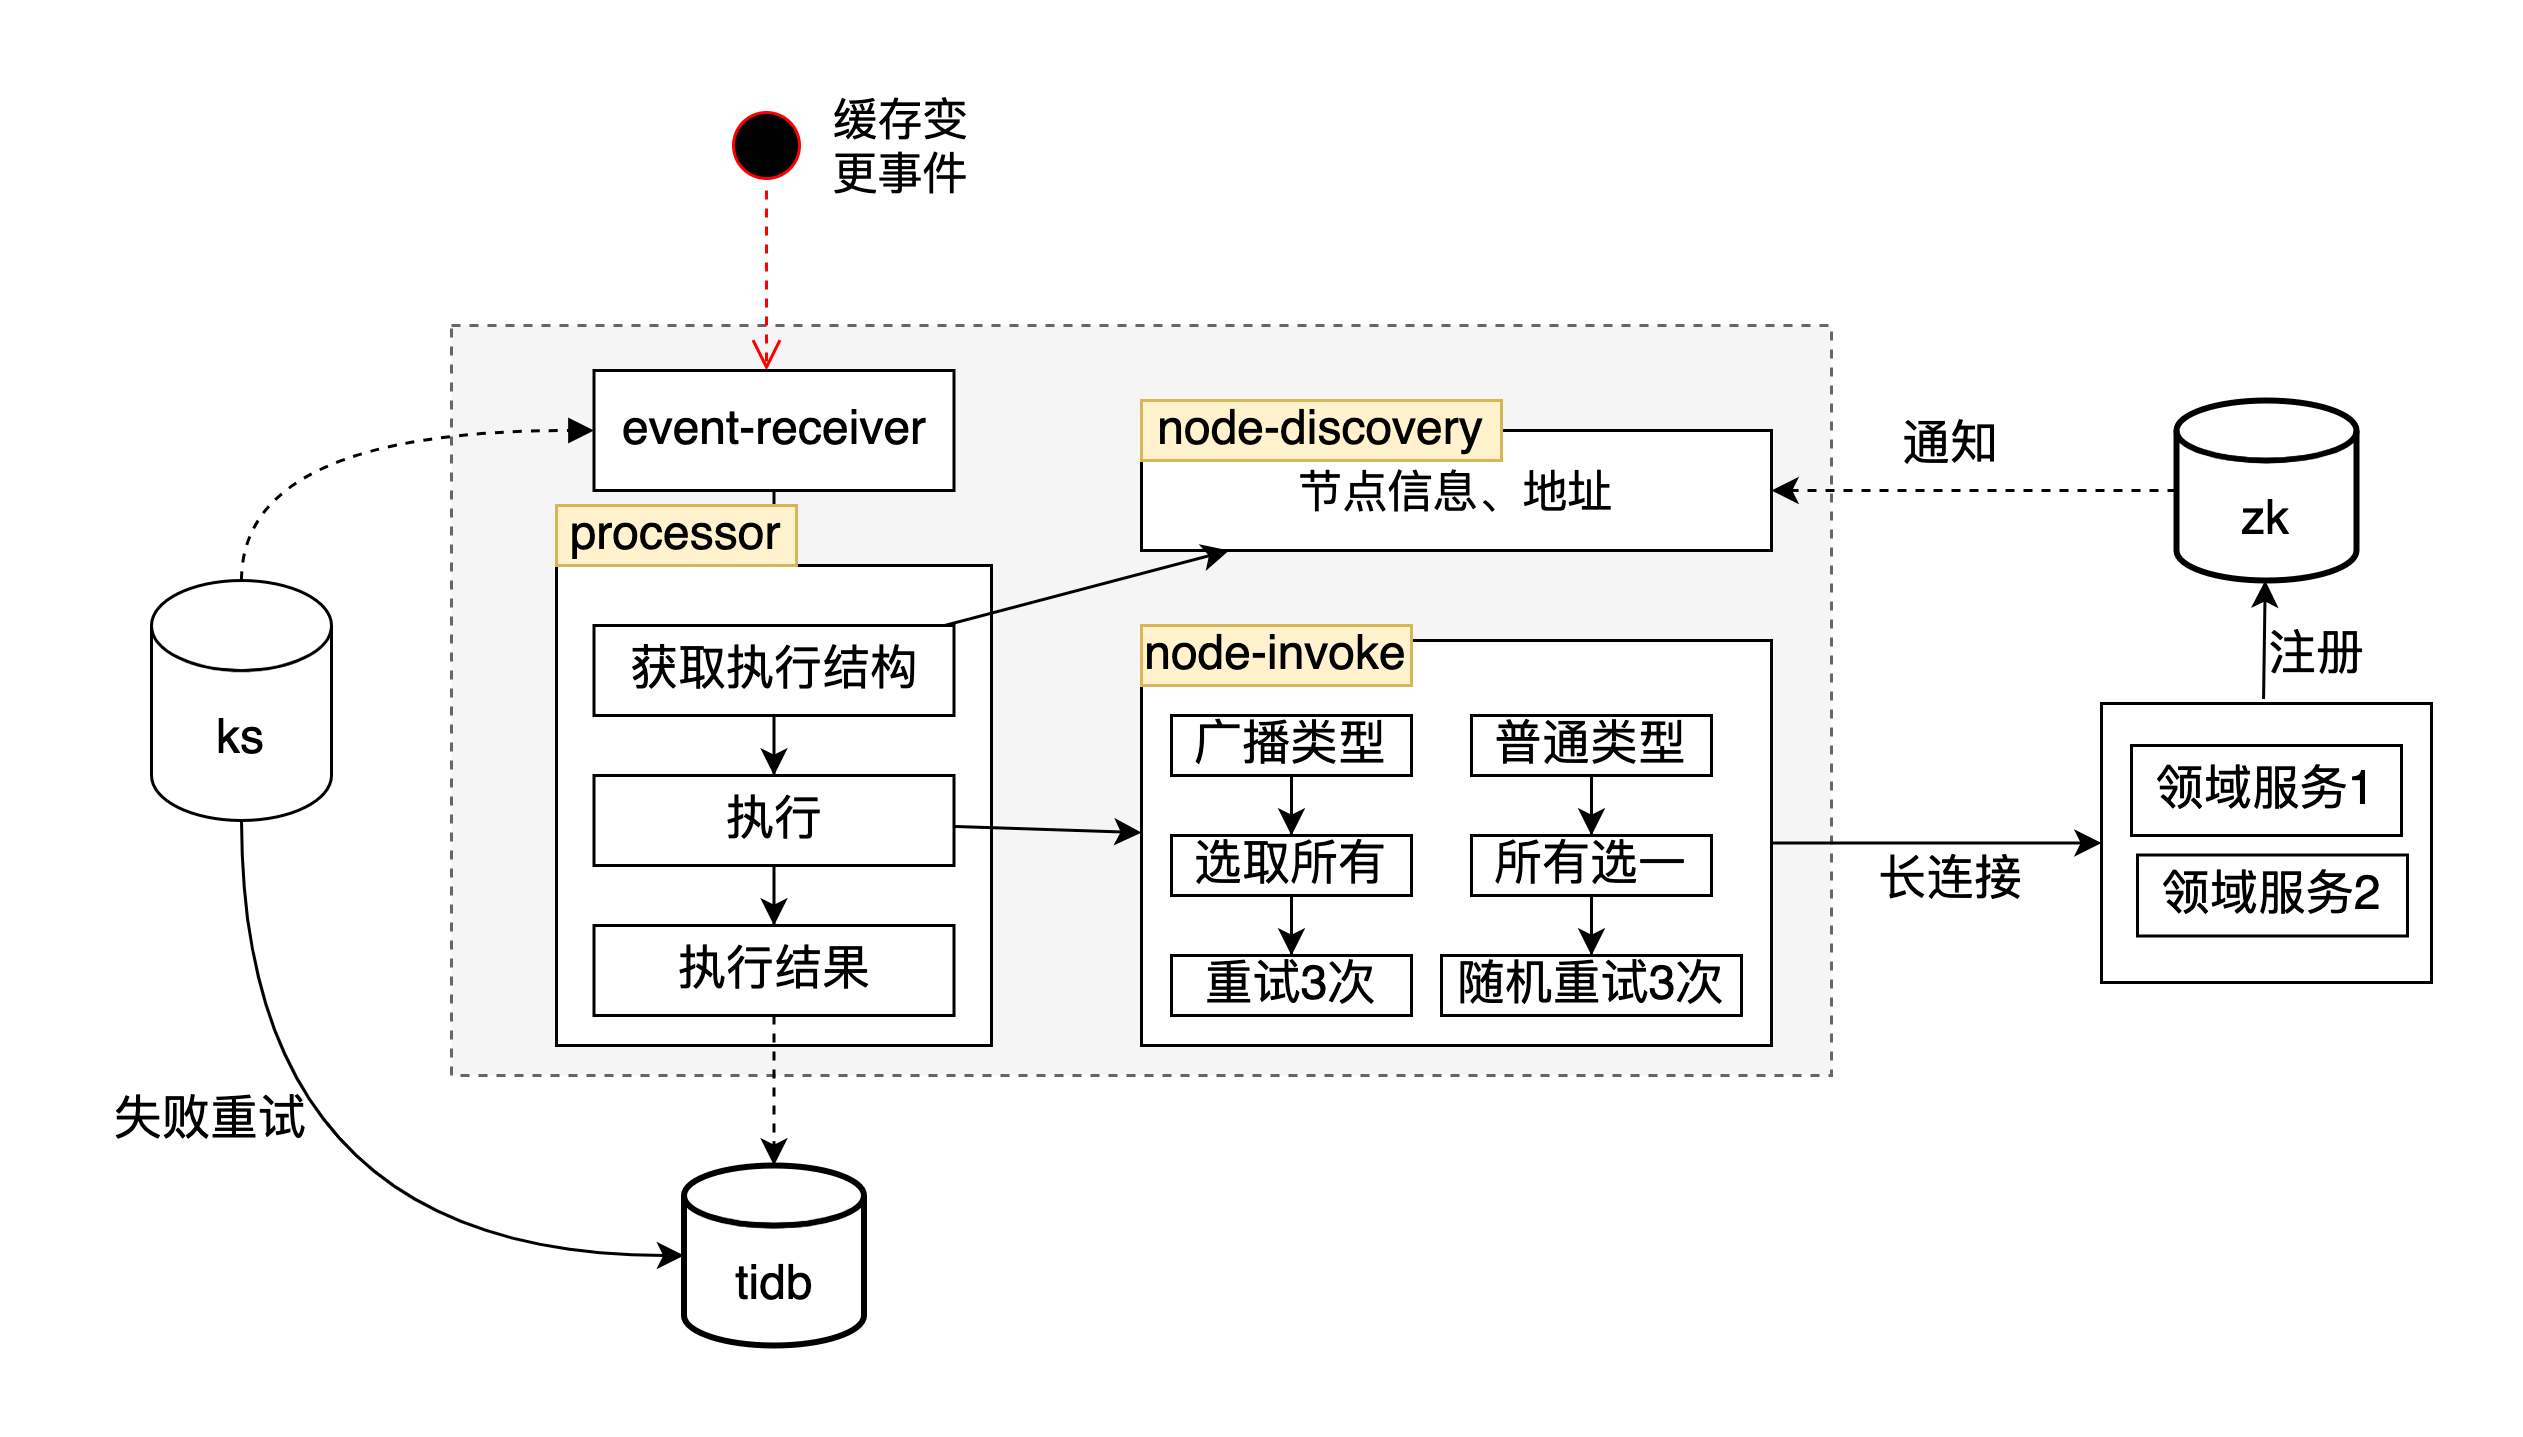 缓存变
更事件
event-receiver
node-discovery
节点信息、地址
通知
zk
processor
获取执行结构
执行
执行结果
node-invoke
广播类型
选取所有
重试3次
普通类型
所有选一
随机重试3次
注册
领域服务1
领域服务2
长连接
ks
失败重试
tidb